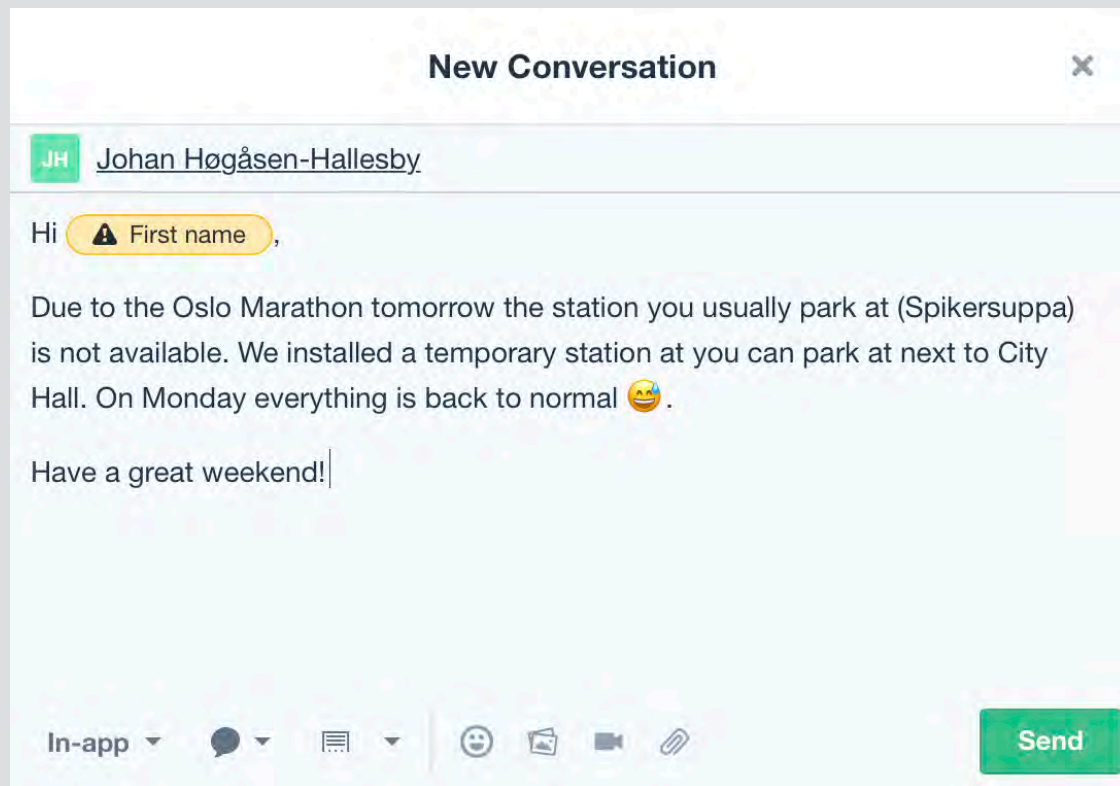 New Conversation
JH Johan Høgåsen-Hallesby
Hi First name,
Due to the Oslo Marathon tomorrow the station you usually park at (Spikersuppa)
is not available. We installed a temporary station at you can park at next to City
Hall. On Monday everything is back to normal 😅.
Have a great weekend!
In-app Send